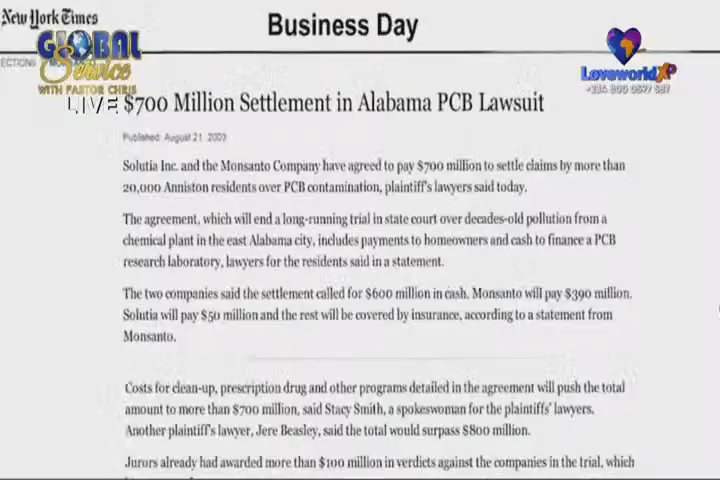 New York Times
Business Day
GLOBAL
Service
WITH PASTOR CHRIS
LoveworldXP
LIVE
$700 Million Settlement in Alabama PCB Lawsuit
Published: August 21, 2003
Solutia Inc. and the Monsanto Company have agreed to pay $700 million to settle claims by more than
20,000 Anniston residents over PCB contamination, plaintiff's lawyers said today.
The agreement, which will end a long-running trial in state court over decades-old pollution from a
chemical plant in the east Alabama city, includes payments to homeowners and cash to finance a PCB
research laboratory, lawyers for the residents said in a statement.
The two companies said the settlement called for $600 million in cash. Monsanto will pay $390 million.
Solutia will pay $50 million and the rest will be covered by insurance, according to a statement from
Monsanto.
Costs for clean-up, prescription drug and other programs detailed in the agreement will push the total
amount to more than $700 million, said Stacy Smith, a spokeswoman for the plaintiffs' lawyers.
Another plaintiff's lawyer, Jere Beasley, said the total would surpass $800 million.
Jurors already had awarded more than $100 million in verdicts against the companies in the trial, which